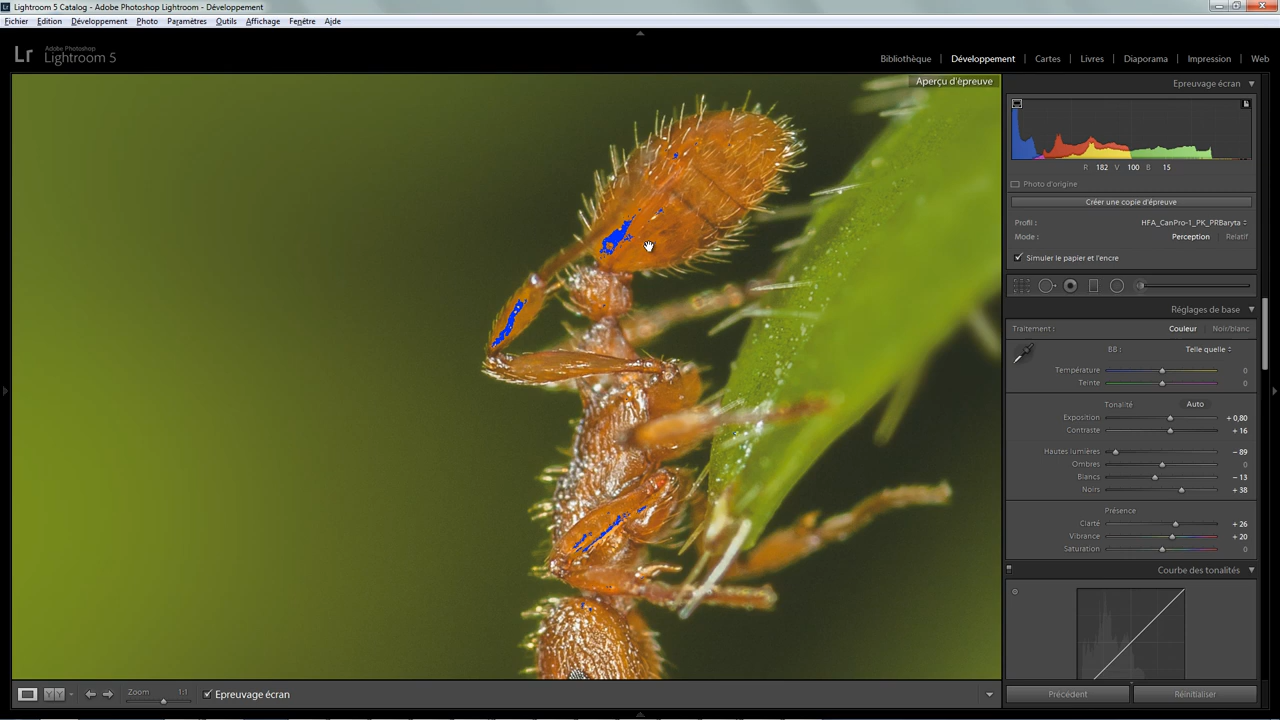 Lightroom 5 Catalog - Adobe Photoshop Lightroom - Développement
Fichier Edition Développement Photo Paramètres Outils Affichage Fenêtre Aide
Lr Adobe Photoshop
Lightroom 5
Bibliothèque | Développement | Cartes | Livres | Diaporama | Impression | Web
Aperçu d'épreuve
Epreuvage écran
R 182 V 100 B 15
Photo d'origine
Créer une copie d'épreuve
Profil : HFA_CanPro-1_PK_PRBaryta
Mode : Perception Relatif
Simuler le papier et l'encre
Réglages de base
Traitement : Couleur Noir/blanc
BB : Telle quelle
Température 0
Teinte 0
Tonalité Auto
Exposition + 0,80
Contraste + 16
Hautes lumières − 89
Ombres 0
Blancs − 13
Noirs + 38
Présence
Clarté + 26
Vibrance + 20
Saturation 0
Courbe des tonalités
YY Zoom 1:1 Epreuvage écran
Précédent Réinitialiser